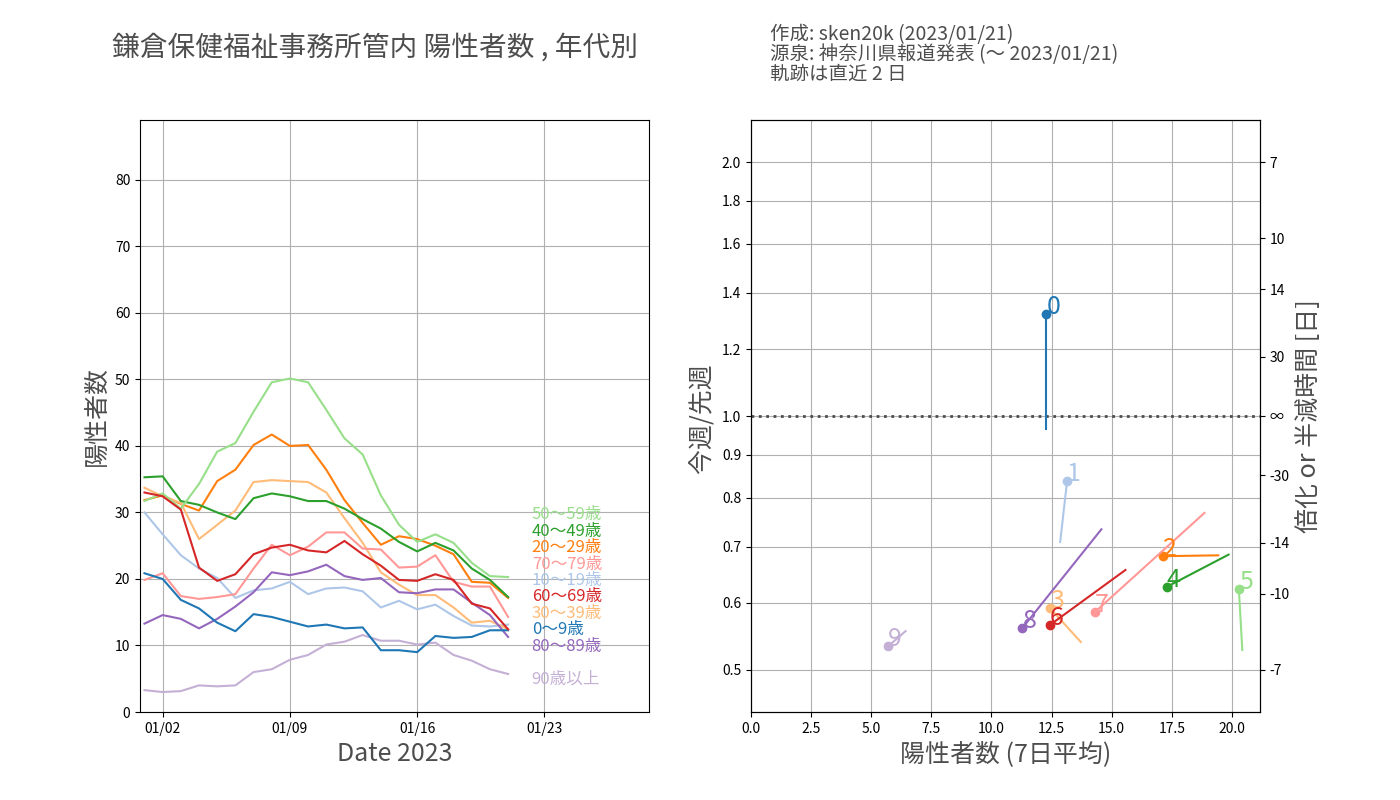 鎌倉保健福祉事務所管内 陽性者数 , 年代別
作成: sken20k (2023/01/21)
源泉: 神奈川県報道発表 (〜 2023/01/21)
軌跡は直近 2 日
陽性者数
80
70
60
50
40
30
20
10
0
50〜59歳
40〜49歳
20〜29歳
70〜79歳
10〜19歳
60〜69歳
30〜39歳
0〜9歳
80〜89歳
90歳以上
01/02
01/09
01/16
01/23
Date 2023
今週/先週
2.0
1.8
1.6
1.4
1.2
1.0
0.9
0.8
0.7
0.6
0.5
0
1
2
4
5
3
7
6
8
9
0.0
2.5
5.0
7.5
10.0
12.5
15.0
17.5
20.0
陽性者数 (7日平均)
7
10
14
30
∞
-30
-14
-10
-7
倍化 or 半減時間 [日]